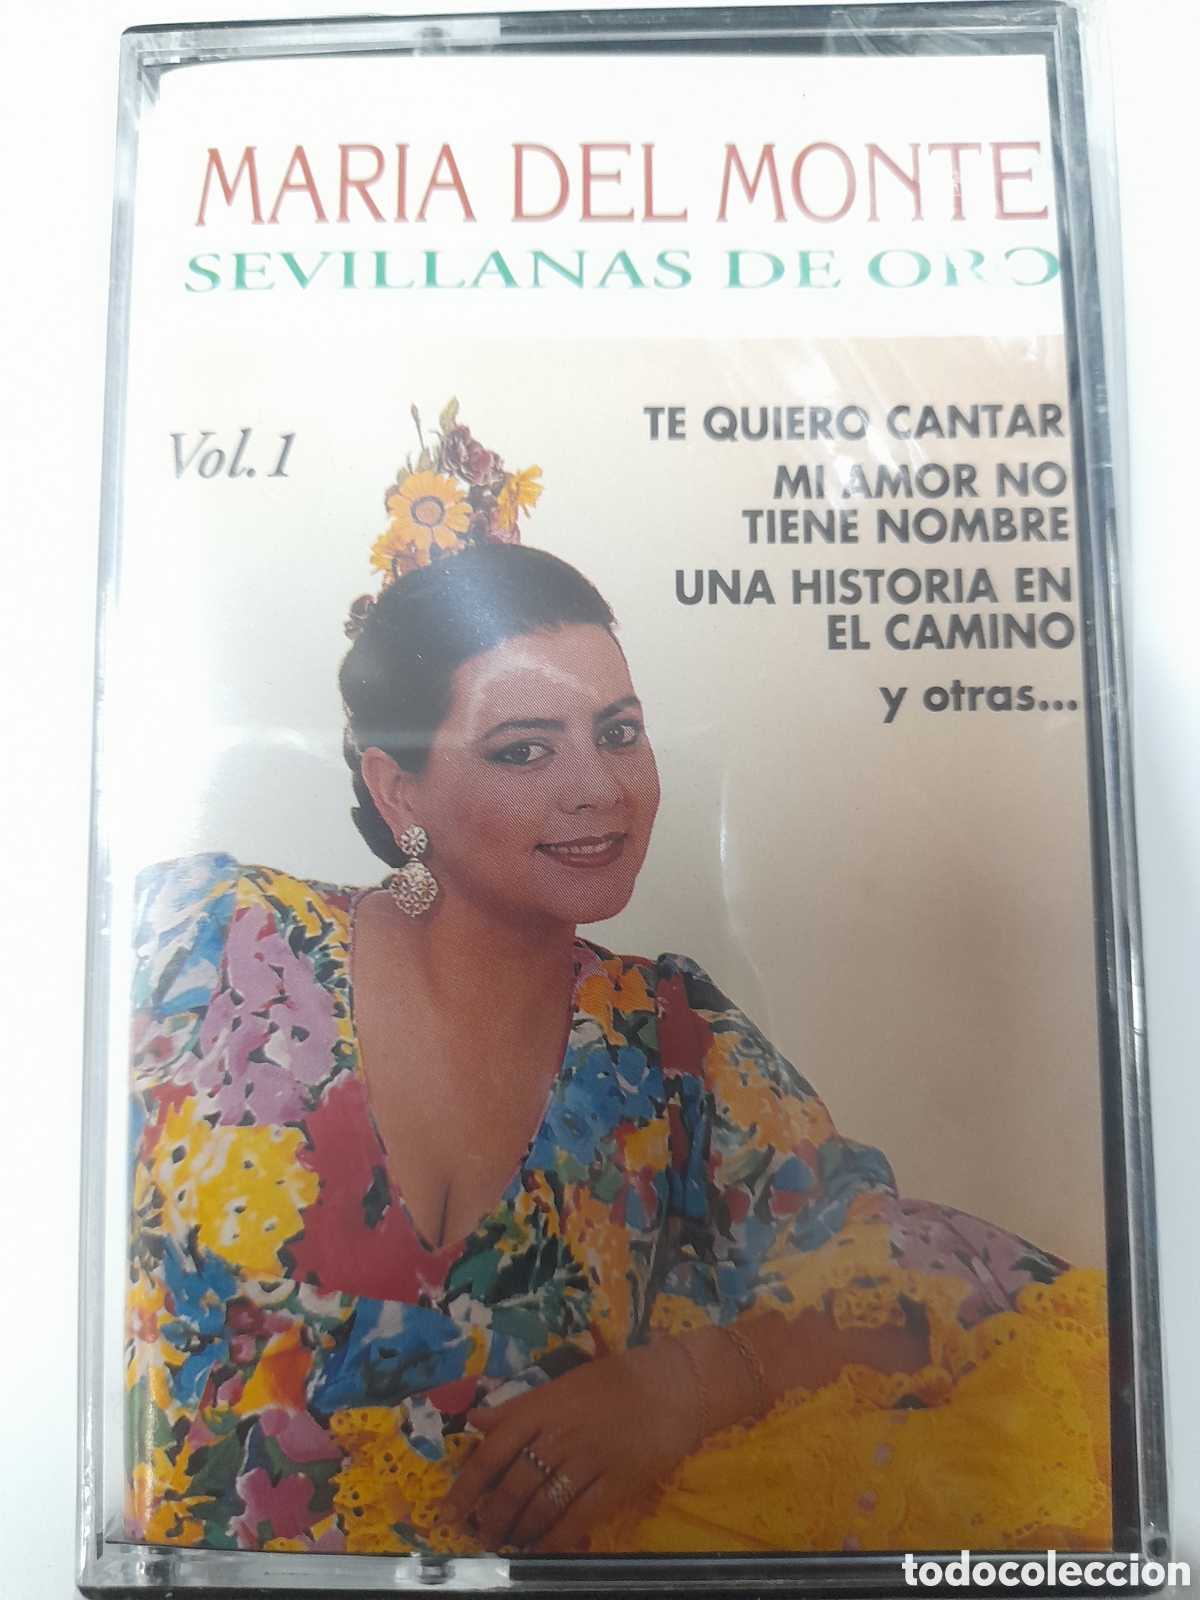 MARIA DEL MONTE
SEVILLANAS DE ORO
Vol. 1
TE QUIERO CANTAR
MI AMOR NO
TIENE NOMBRE
UNA HISTORIA EN
EL CAMINO
y otras...
todocoleccion